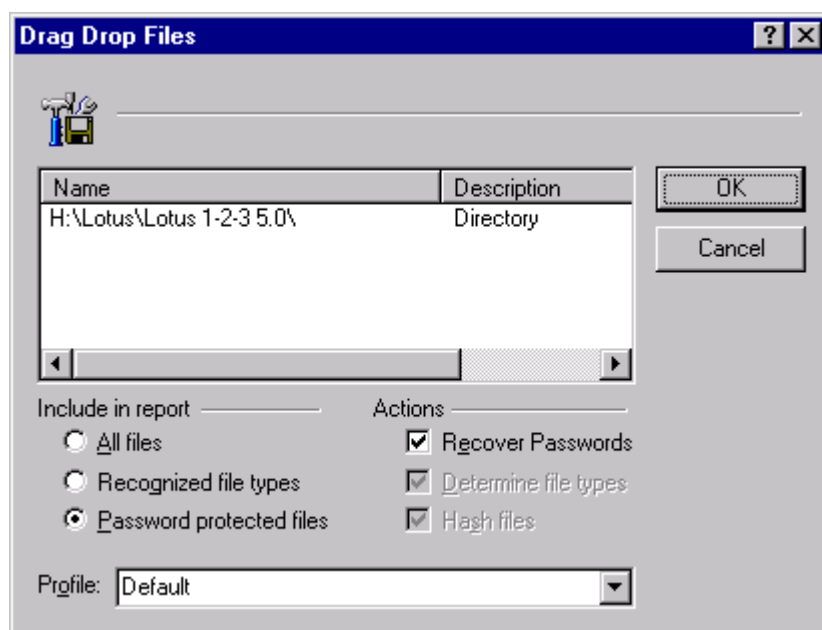 Drag Drop Files
Name Description
H:\Lotus\Lotus 1-2-3 5.0\ Directory
OK
Cancel
Include in report
All files
Recognized file types
Password protected files
Actions
Recover Passwords
Determine file types
Hash files
Profile: Default